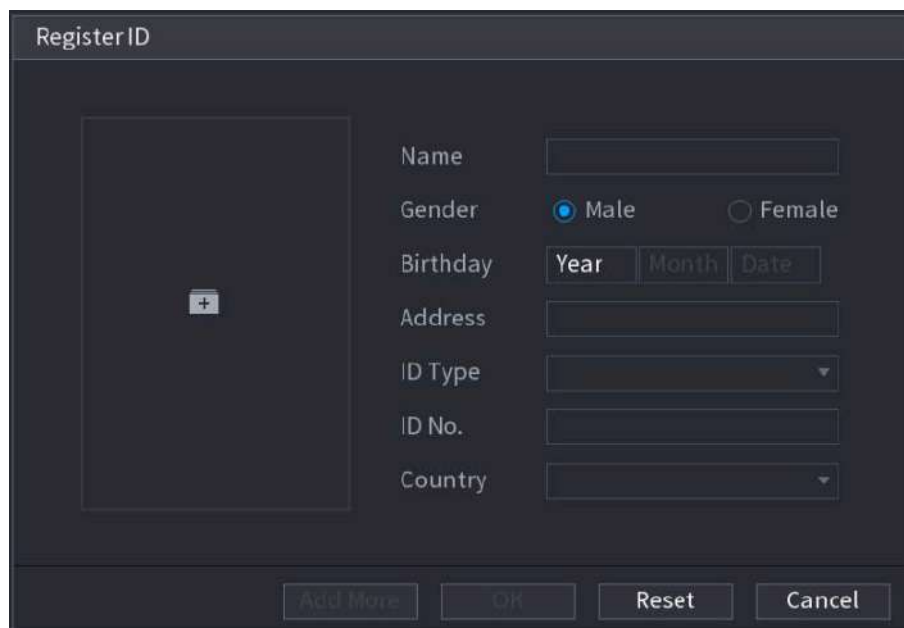 Register ID
Name
Gender Male Female
Birthday Year Month Date
Address
ID Type
ID No.
Country
Add More OK Reset Cancel